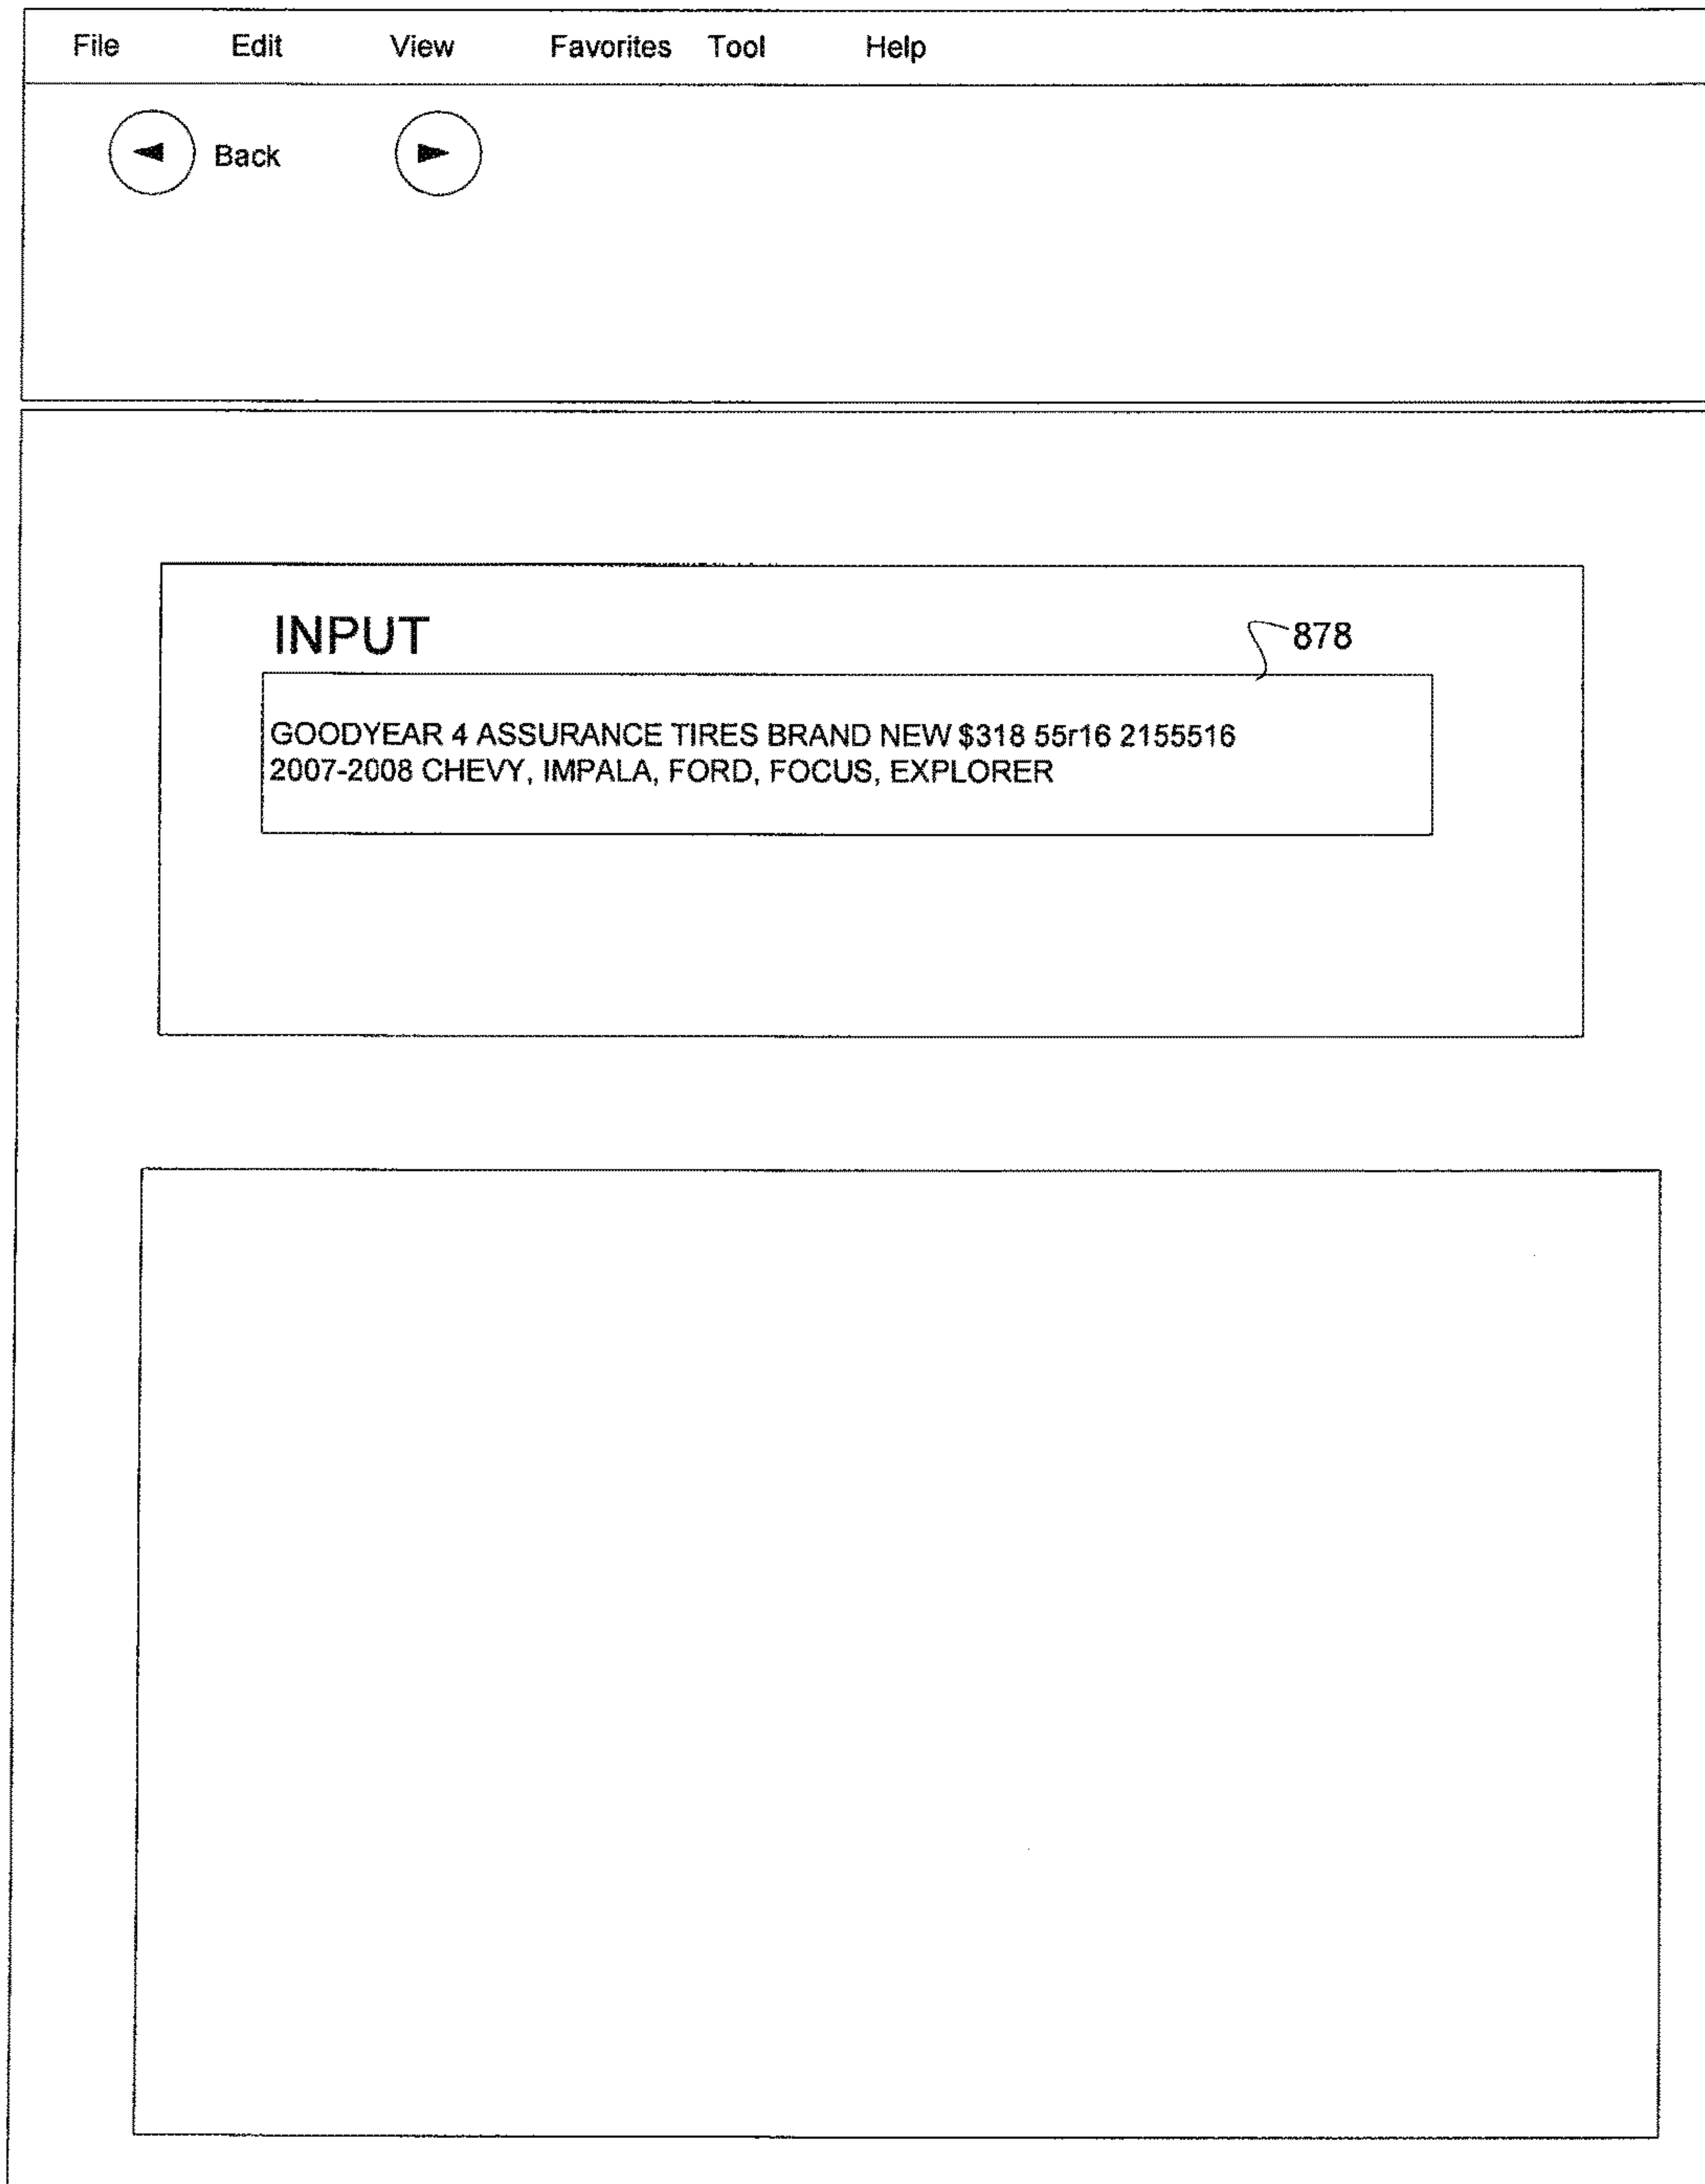 File Edit View Favorites Tool Help
Back
INPUT
878
GOODYEAR 4 ASSURANCE TIRES BRAND NEW $318 55r16 2155516
2007-2008 CHEVY, IMPALA, FORD, FOCUS, EXPLORER